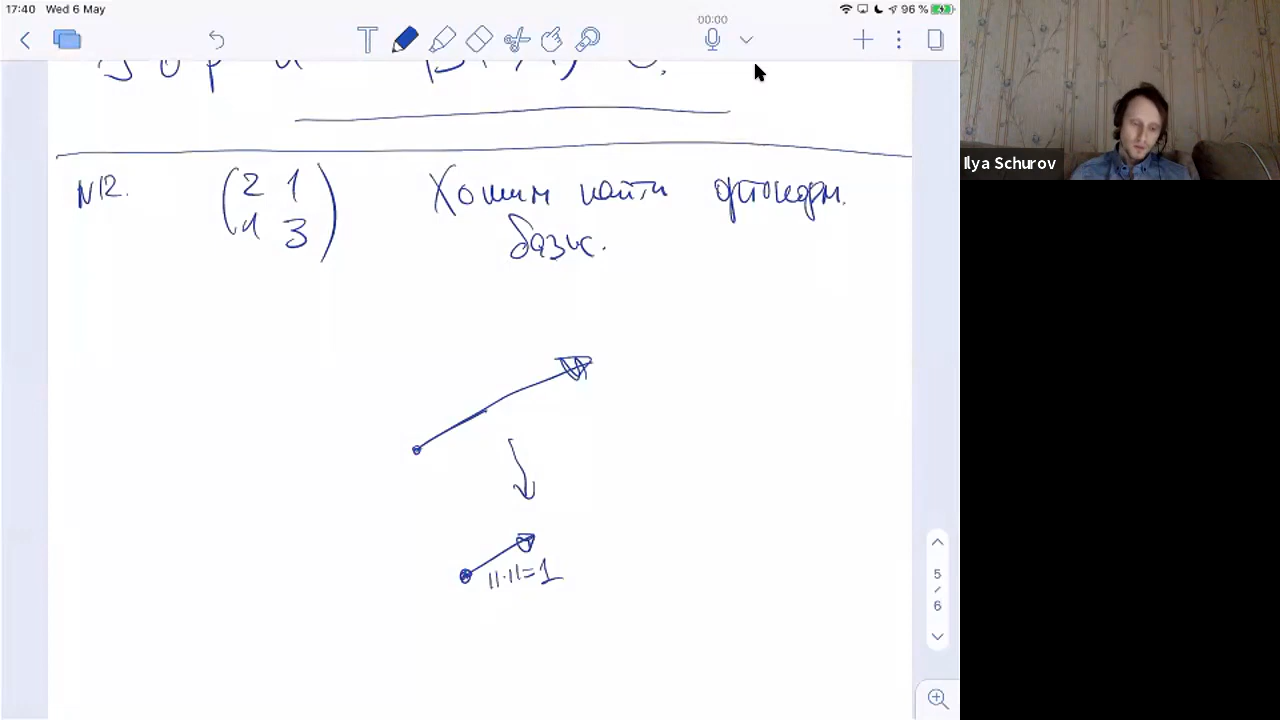 17:40 Wed 6 May
96 %
00:00
T
N12. (2 1
1 3)
Хотим найти ортонорм.
базис.
||·||=1
5
/
6
Ilya Schurov